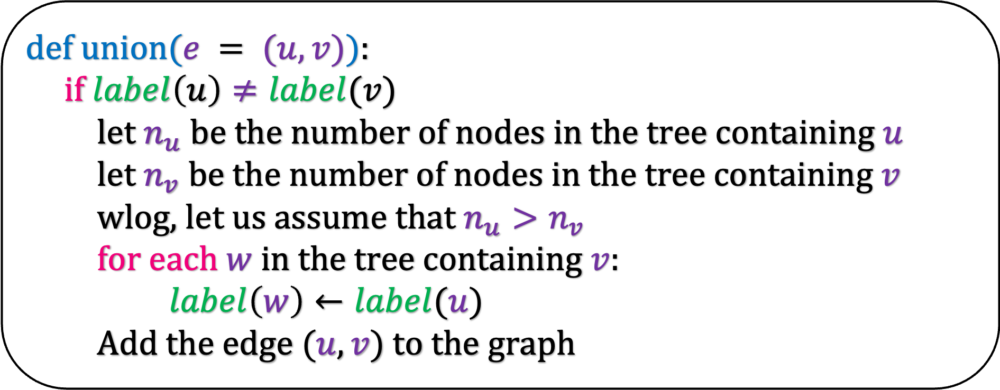 def union(e = (u, v)):
if label(u) ≠ label(v)
let n_u be the number of nodes in the tree containing u
let n_v be the number of nodes in the tree containing v
wlog, let us assume that n_u > n_v
for each w in the tree containing v:
label(w) ← label(u)
Add the edge (u, v) to the graph